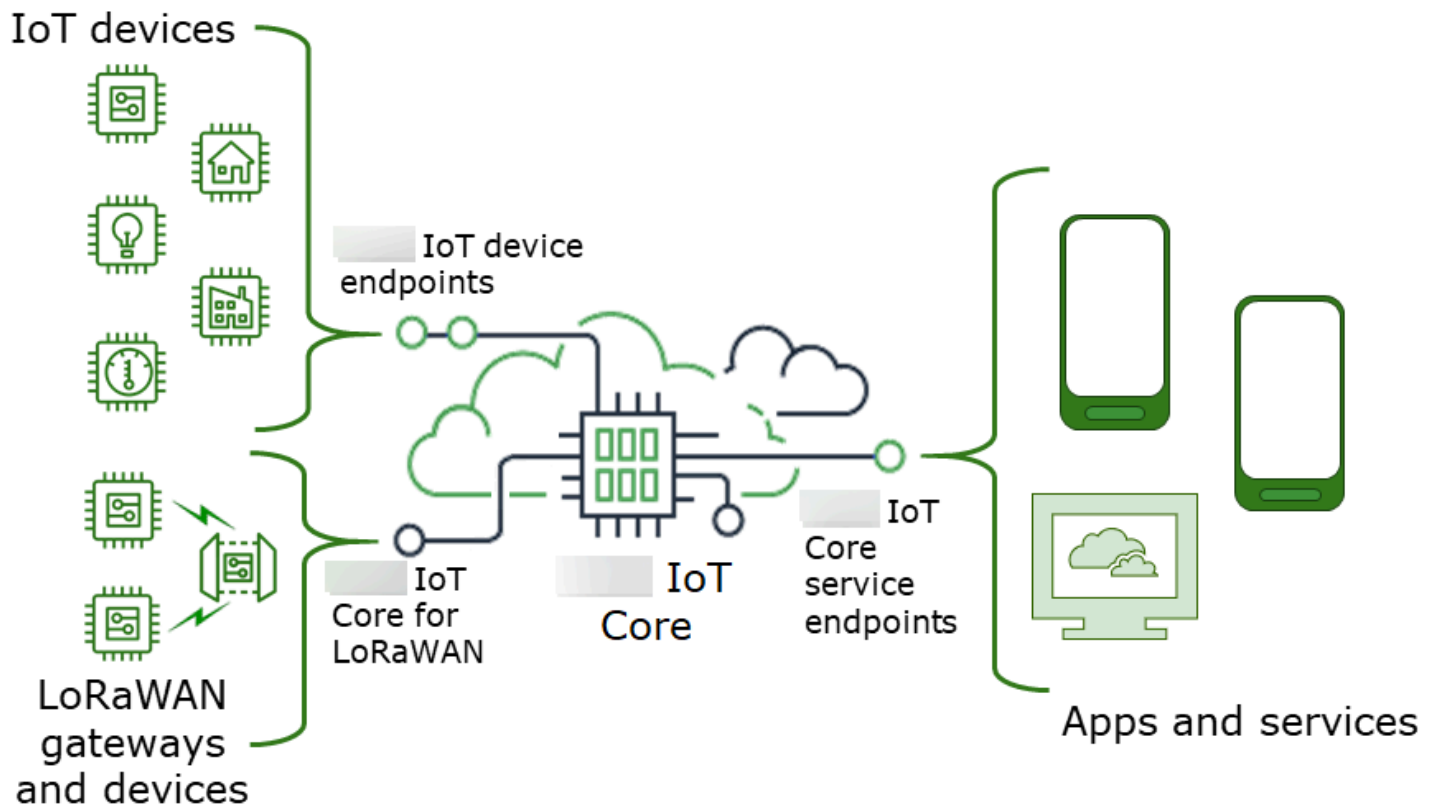 IoT devices
IoT device
endpoints
IoT
Core for
LoRaWAN
IoT
Core
IoT
Core
service
endpoints
LoRaWAN
gateways
and devices
Apps and services